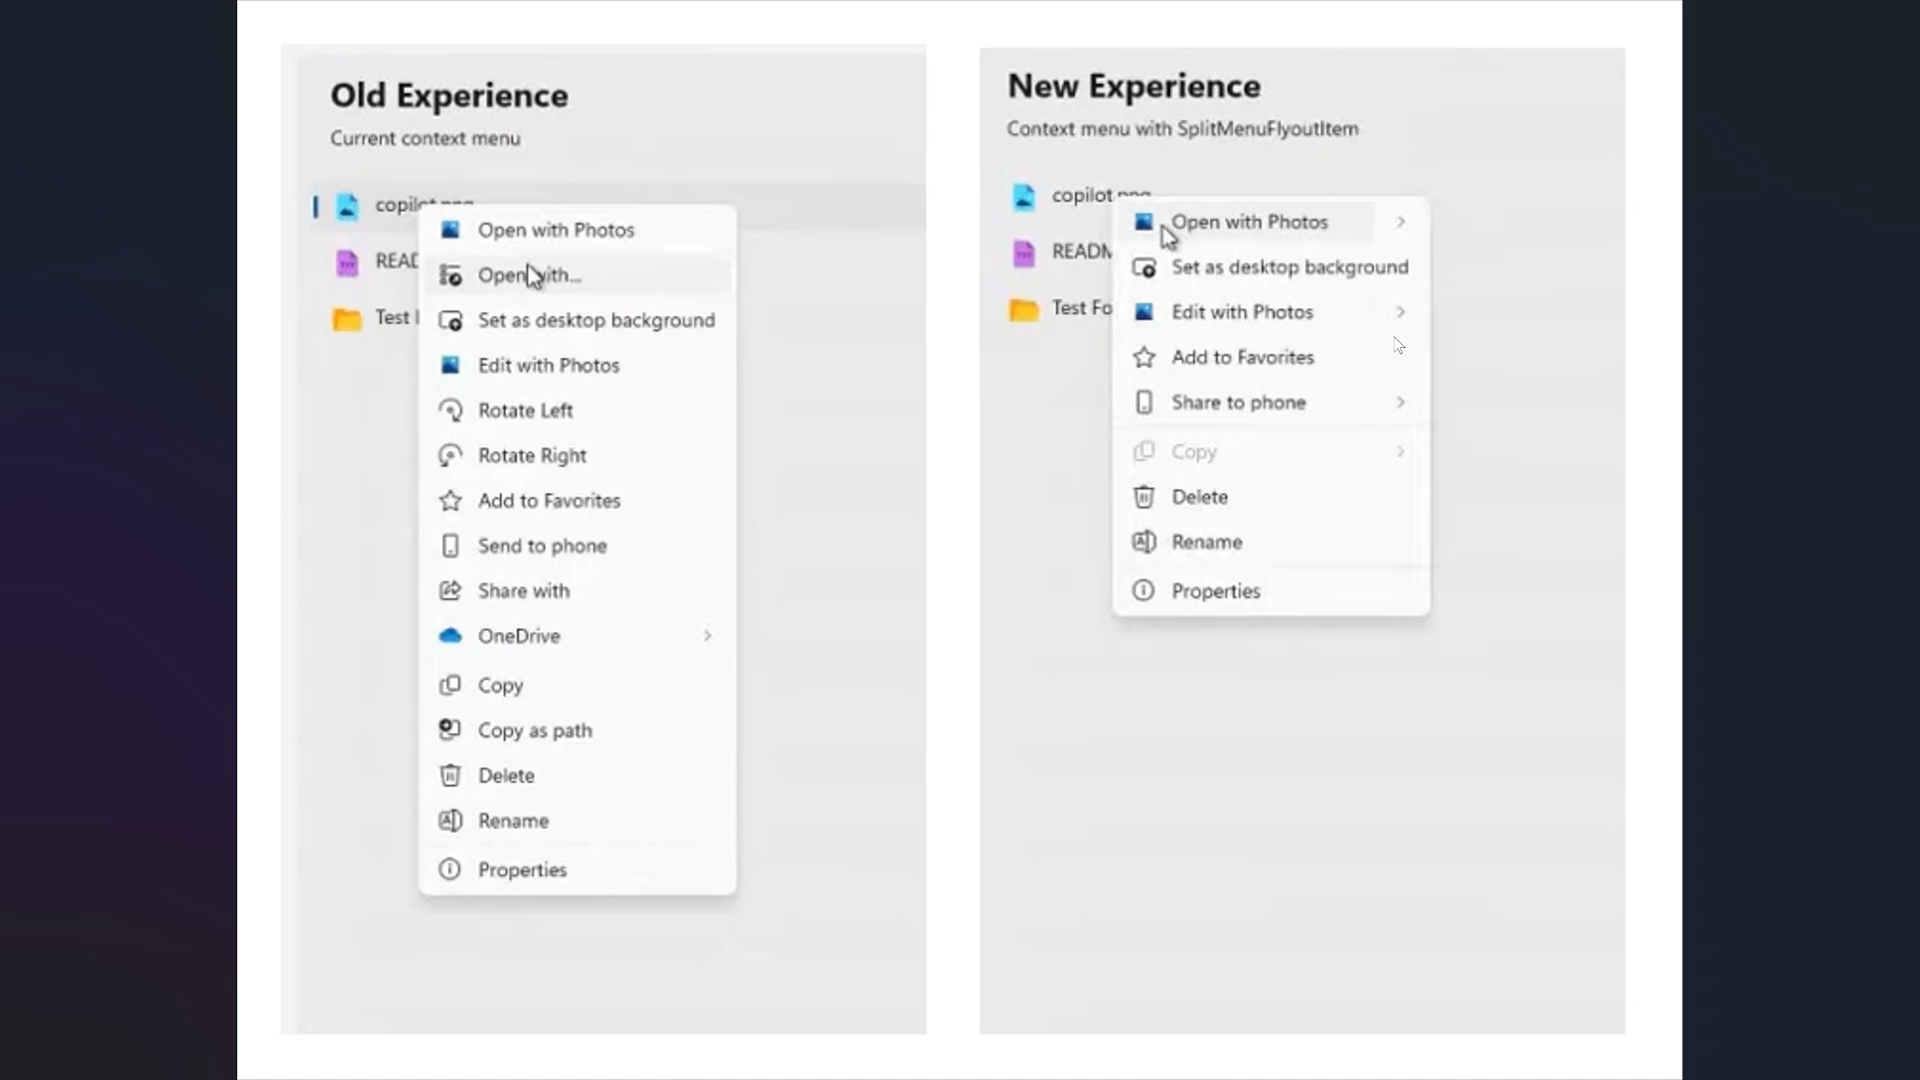 Old Experience
Current context menu
Open with Photos
Open with...
Set as desktop background
Edit with Photos
Rotate Left
Rotate Right
Add to Favorites
Send to phone
Share with
OneDrive
Copy
Copy as path
Delete
Rename
Properties
READ
Test
New Experience
Context menu with SplitMenuFlyoutItem
copilot.png
Open with Photos
Set as desktop background
Edit with Photos
Add to Favorites
Share to phone
Copy
Delete
Rename
Properties
READM
Test Fo